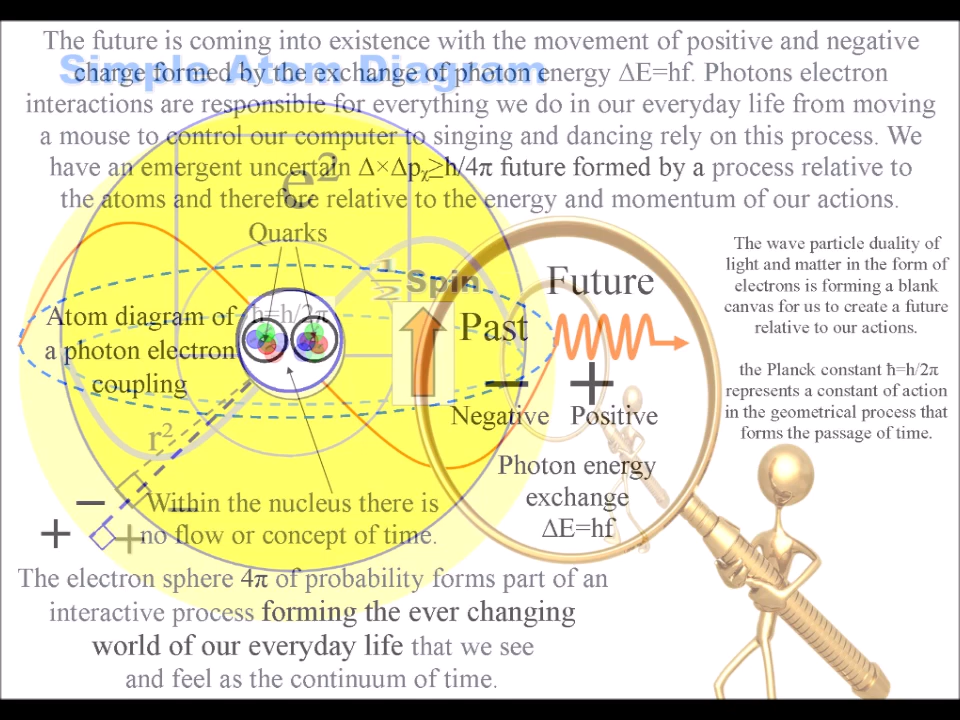 The future is coming into existence with the movement of positive and negative
Simple Atom Diagram
charge formed by the exchange of photon energy ΔE=hf. Photons electron
interactions are responsible for everything we do in our everyday life from moving
a mouse to control our computer to singing and dancing rely on this process. We
have an emergent uncertain Δ×Δpᵪ≥h/4π future formed by a process relative to
the atoms and therefore relative to the energy and momentum of our actions.
e²
Quarks
½ Spin
Future
Past
− +
Negative Positive
Photon energy
exchange
ΔE=hf
The wave particle duality of
light and matter in the form of
electrons is forming a blank
canvas for us to create a future
relative to our actions.
the Planck constant ħ=h/2π
represents a constant of action
in the geometrical process that
forms the passage of time.
Atom diagram of
a photon electron
coupling
ħ=h/2π
r²
− −
+ +
Within the nucleus there is
no flow or concept of time.
The electron sphere 4π of probability forms part of an
interactive process forming the ever changing
world of our everyday life that we see
and feel as the continuum of time.